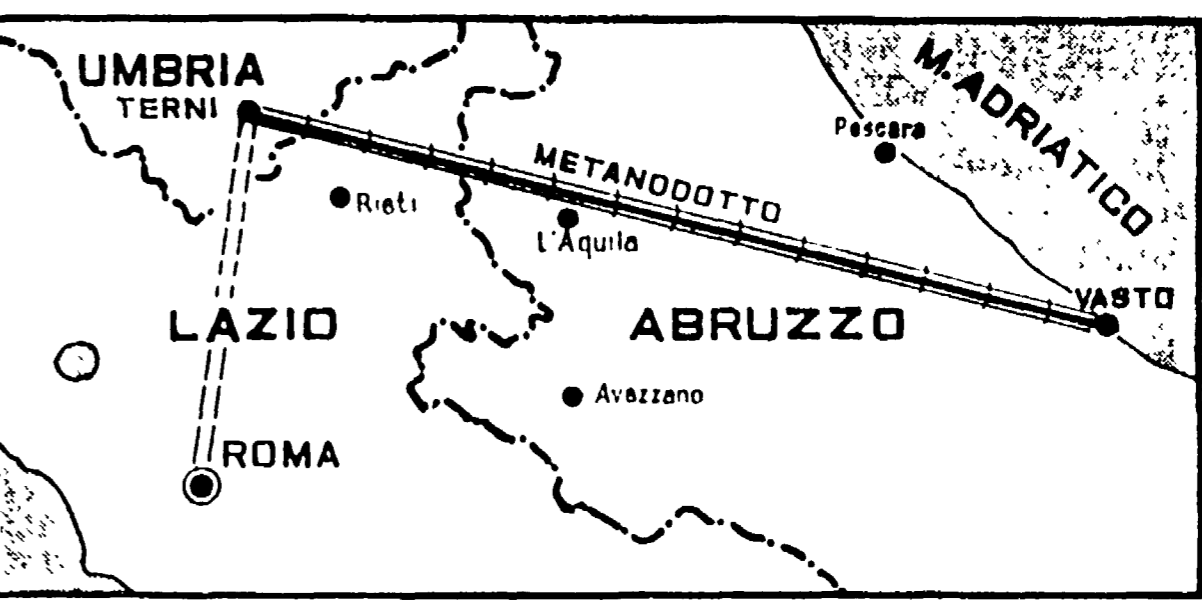 UMBRIA
TERNI
M. ADRIATICO
Pescara
METANODOTTO
Rieti
L'Aquila
VASTO
LAZIO
ABRUZZO
Avezzano
ROMA